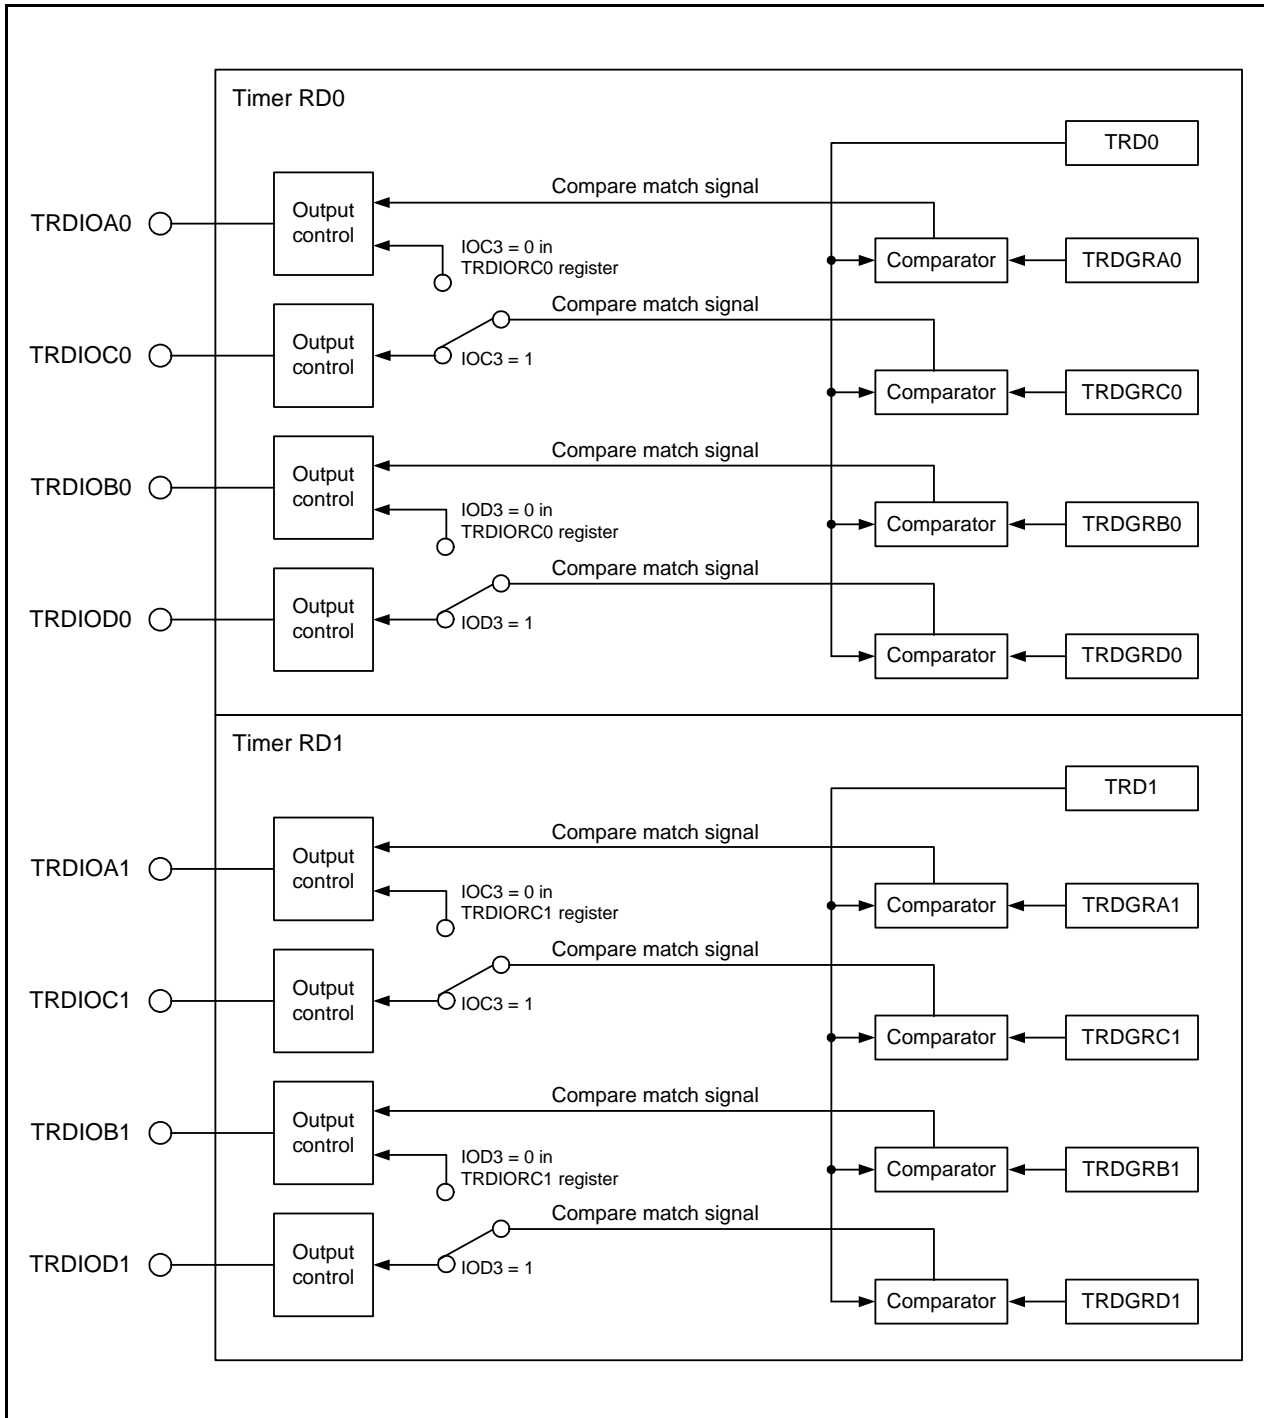 Timer RD0
TRD0
Compare match signal
TRDIOA0
Output
control
IOC3 = 0 in
TRDIORC0 register
Comparator
TRDGRA0
Compare match signal
TRDIOC0
Output
control
IOC3 = 1
Comparator
TRDGRC0
Compare match signal
TRDIOB0
Output
control
IOD3 = 0 in
TRDIORC0 register
Comparator
TRDGRB0
Compare match signal
TRDIOD0
Output
control
IOD3 = 1
Comparator
TRDGRD0
Timer RD1
TRD1
Compare match signal
TRDIOA1
Output
control
IOC3 = 0 in
TRDIORC1 register
Comparator
TRDGRA1
Compare match signal
TRDIOC1
Output
control
IOC3 = 1
Comparator
TRDGRC1
Compare match signal
TRDIOB1
Output
control
IOD3 = 0 in
TRDIORC1 register
Comparator
TRDGRB1
Compare match signal
TRDIOD1
Output
control
IOD3 = 1
Comparator
TRDGRD1